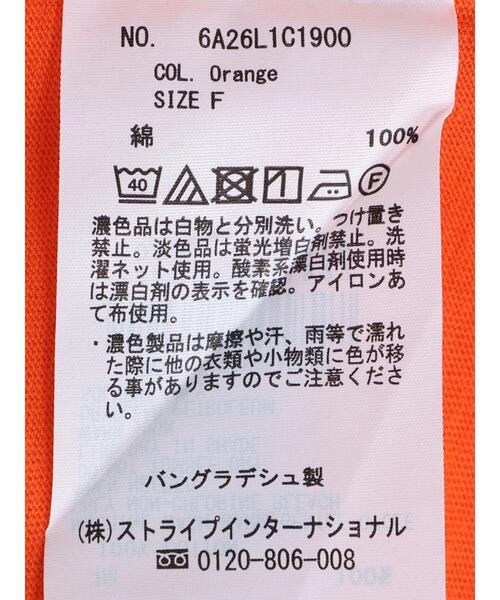 NO. 6A26L1C1900
COL. Orange
SIZE F
綿 100%
40 F
濃色品は白物と分別洗い。つけ置き
禁止。淡色品は蛍光増白剤禁止。洗
濯ネット使用。酸素系漂白剤使用時
は漂白剤の表示を確認。アイロンあ
て布使用。
・濃色製品は摩擦や汗、雨等で濡れ
た際に他の衣類や小物類に色が移
る事がありますのでご注意くださ
い。
バングラデシュ製
(株)ストライプインターナショナル
0120-806-008
100%